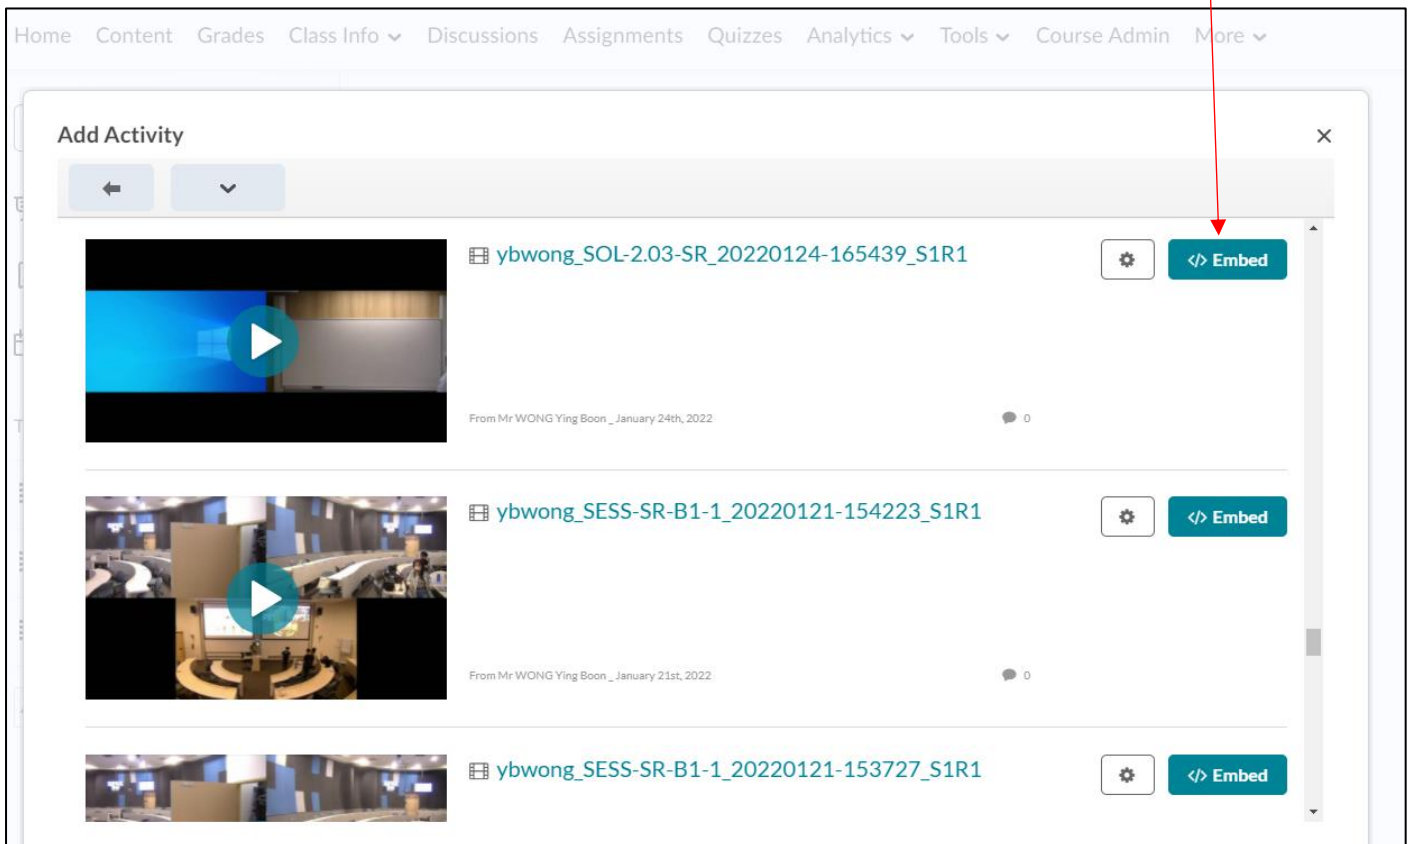 Home Content Grades Class Info Discussions Assignments Quizzes Analytics Tools Course Admin More
Add Activity
ybwong_SOL-2.03-SR_20220124-165439_S1R1
</> Embed
From Mr WONG Ying Boon _ January 24th, 2022
0
ybwong_SESS-SR-B1-1_20220121-154223_S1R1
</> Embed
From Mr WONG Ying Boon _ January 21st, 2022
0
ybwong_SESS-SR-B1-1_20220121-153727_S1R1
</> Embed